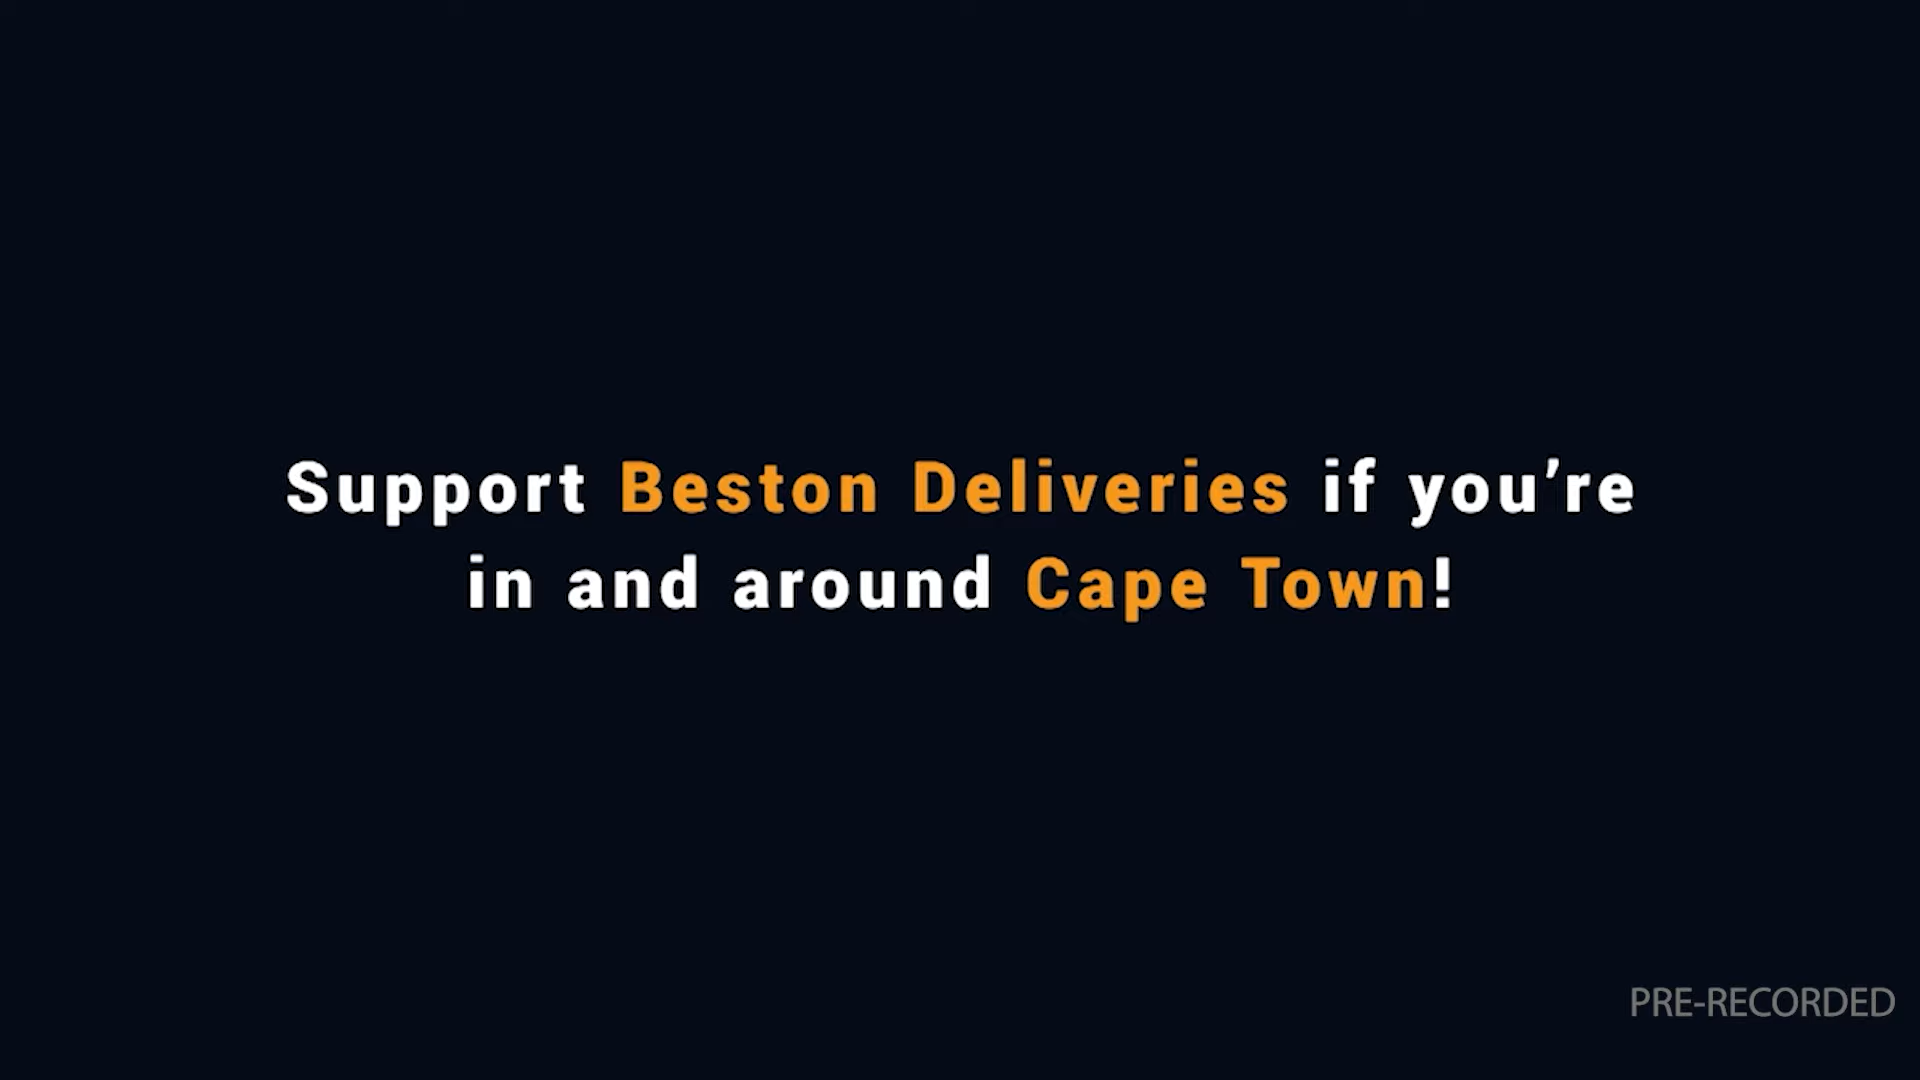 Support Beston Deliveries if you’re
in and around Cape Town!
PRE-RECORDED